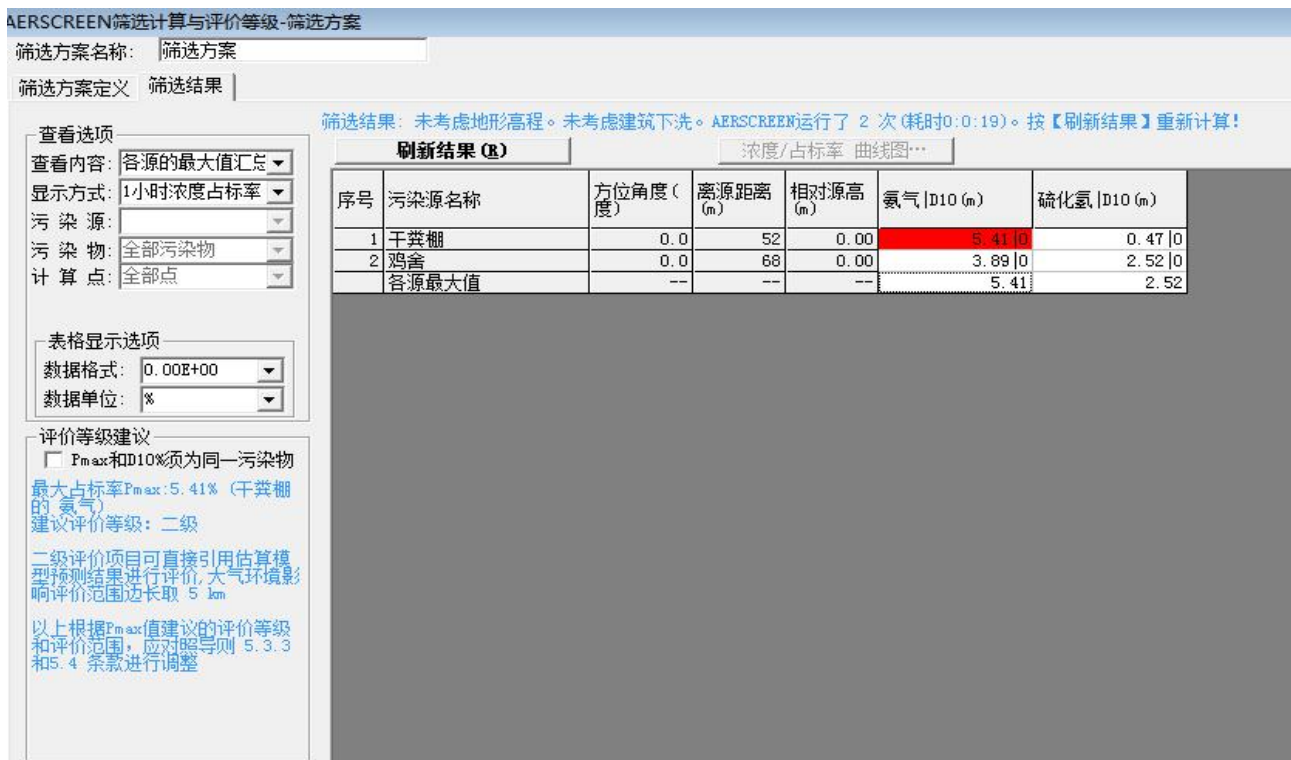 AERSCREEN筛选计算与评价等级-筛选方案
筛选方案名称: 筛选方案
筛选方案定义 筛选结果
筛选结果: 未考虑地形高程。未考虑建筑下洗。AERSCREEN运行了 2 次(耗时0:0:19)。按【刷新结果】重新计算!
刷新结果(R) 浓度/占标率 曲线图…
查看选项
查看内容: 各源的最大值汇总
显示方式: 1小时浓度占标率
污 染 源:
污 染 物: 全部污染物
计 算 点: 全部点
序号 污染源名称 方位角度(度) 离源距离(m) 相对源高(m) 氨气|D10(m) 硫化氢|D10(m)
1 干粪棚 0.0 52 0.00 5.41|0 0.47|0
2 鸡舍 0.0 68 0.00 3.89|0 2.52|0
各源最大值 -- -- -- 5.41 2.52
表格显示选项
数据格式: 0.00E+00
数据单位: %
评价等级建议
Pmax和D10%须为同一污染物
最大占标率Pmax:5.41% (干粪棚
的 氨气)
建议评价等级: 二级
二级评价项目可直接引用估算模
型预测结果进行评价,大气环境影
响评价范围边长取 5 km
以上根据Pmax值建议的评价等级
和评价范围,应对照导则 5.3.3
和5.4 条款进行调整